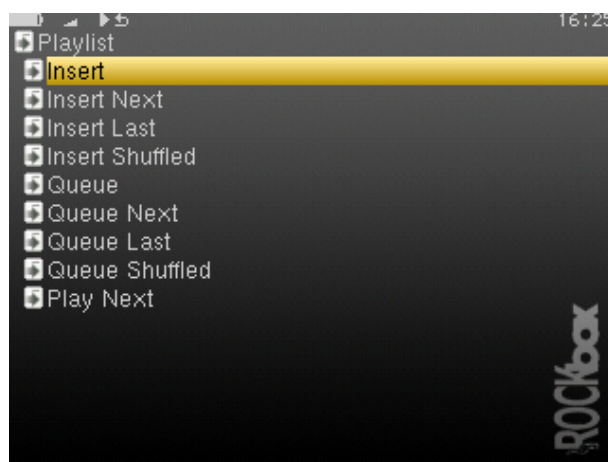 16:25
Playlist
Insert
Insert Next
Insert Last
Insert Shuffled
Queue
Queue Next
Queue Last
Queue Shuffled
Play Next
ROCKbox